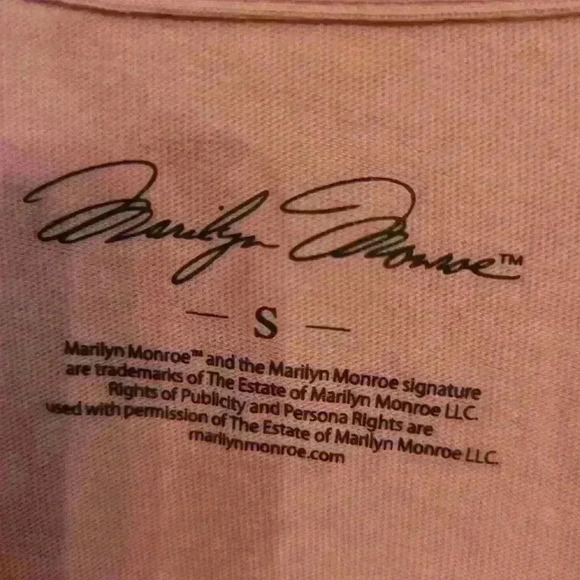 Marilyn Monroe™
— S —
Marilyn Monroe™ and the Marilyn Monroe signature
are trademarks of The Estate of Marilyn Monroe LLC.
Rights of Publicity and Persona Rights are
used with permission of The Estate of Marilyn Monroe LLC.
marilynmonroe.com